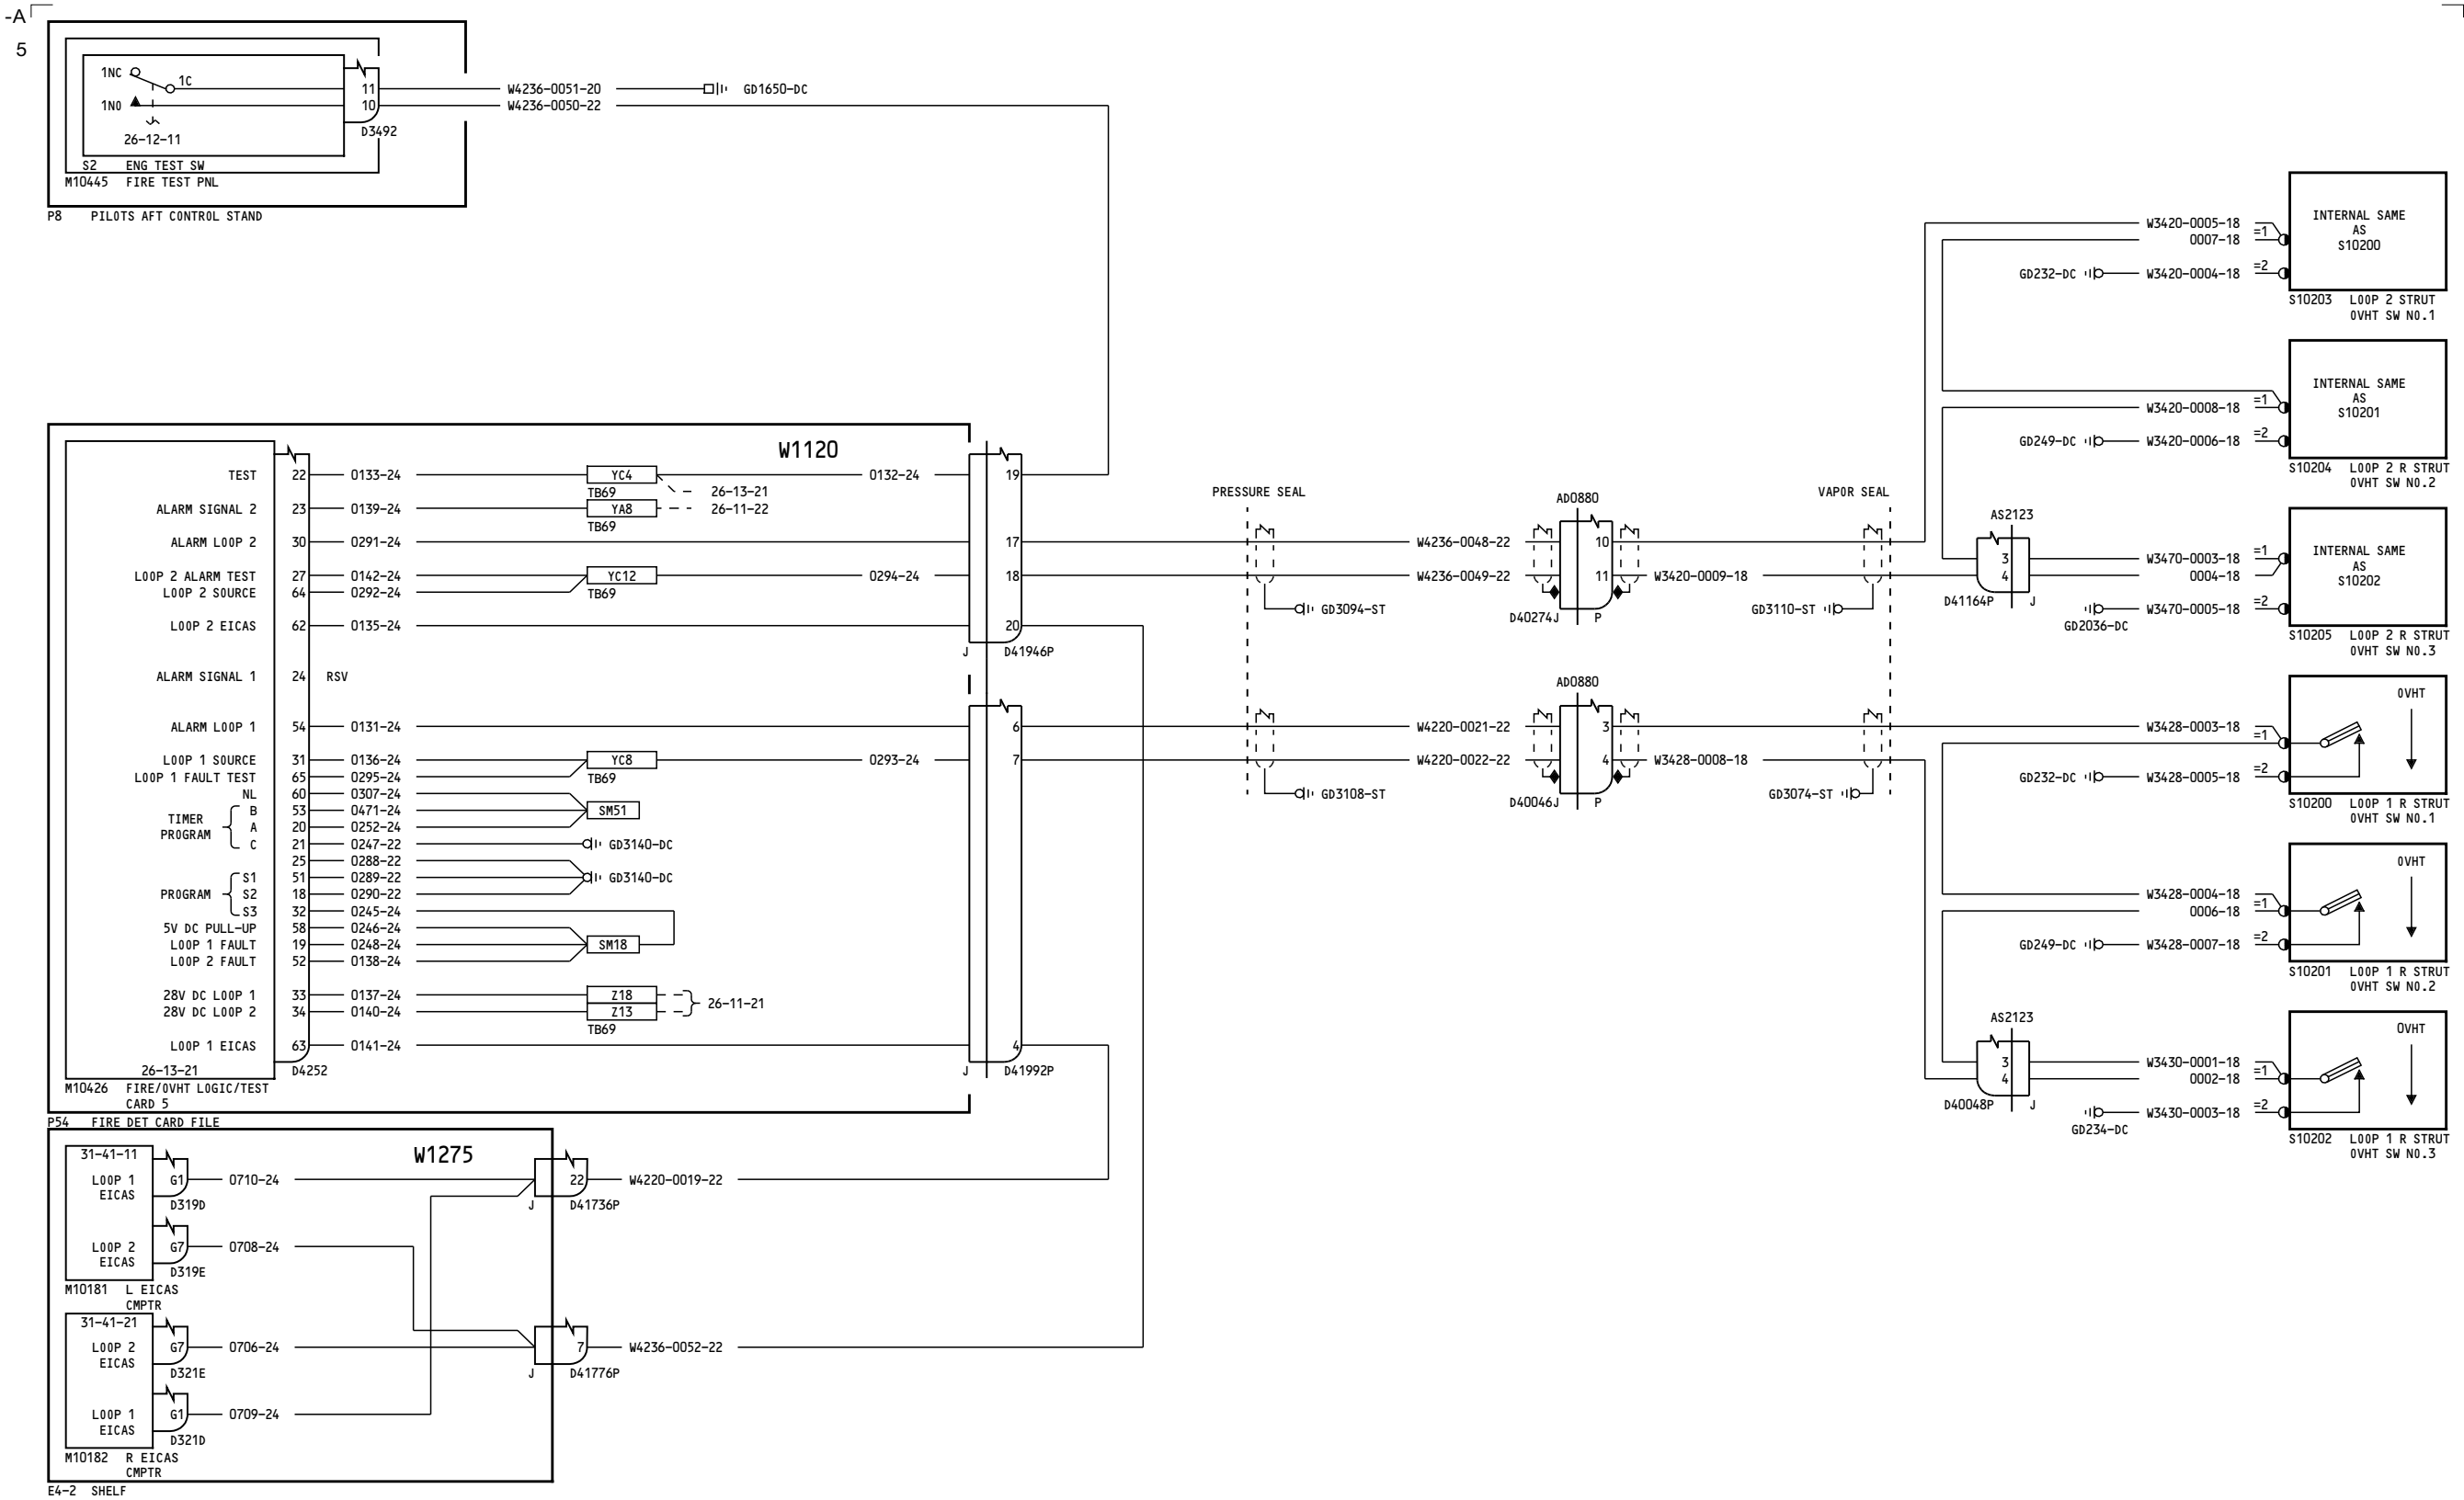 -A
5
1NC
1C
1NO
26-12-11
11
10
D3492
S2 ENG TEST SW
M10445 FIRE TEST PNL
P8 PILOTS AFT CONTROL STAND
W4236-0051-20
GD1650-DC
W4236-0050-22
W1120
TEST 22 0133-24 YC4 0132-24 19
TB69 26-13-21
ALARM SIGNAL 2 23 0139-24 YA8 26-11-22
TB69
ALARM LOOP 2 30 0291-24 17
LOOP 2 ALARM TEST 27 0142-24 YC12 0294-24 18
LOOP 2 SOURCE 64 0292-24 TB69
LOOP 2 EICAS 62 0135-24 20
J D41946P
ALARM SIGNAL 1 24 RSV
ALARM LOOP 1 54 0131-24 6
LOOP 1 SOURCE 31 0136-24 YC8 0293-24 7
LOOP 1 FAULT TEST 65 0295-24 TB69
NL 60 0307-24
TIMER PROGRAM
B 53 0471-24 SM51
A 20 0252-24
C 21 0247-22 GD3140-DC
25 0288-22
PROGRAM
S1 51 0289-22 GD3140-DC
S2 18 0290-22
S3 32 0245-24
5V DC PULL-UP 58 0246-24
LOOP 1 FAULT 19 0248-24 SM18
LOOP 2 FAULT 52 0138-24
28V DC LOOP 1 33 0137-24 Z18
26-11-21
28V DC LOOP 2 34 0140-24 Z13
TB69
LOOP 1 EICAS 63 0141-24 4
26-13-21 D4252 J D41992P
M10426 FIRE/OVHT LOGIC/TEST
CARD 5
P54 FIRE DET CARD FILE
W1275
31-41-11
LOOP 1
EICAS
G1 0710-24
D319D
22 W4220-0019-22
J D41736P
LOOP 2
EICAS
G7 0708-24
D319E
M10181 L EICAS
CMPTR
31-41-21
LOOP 2
EICAS
G7 0706-24
D321E
7 W4236-0052-22
J D41776P
LOOP 1
EICAS
G1 0709-24
D321D
M10182 R EICAS
CMPTR
E4-2 SHELF
PRESSURE SEAL
AD0880
VAPOR SEAL
W4236-0048-22 10
W4236-0049-22 11 W3420-0009-18
GD3094-ST
D40274J P
GD3110-ST
AD0880
W4220-0021-22 3
W4220-0022-22 4 W3428-0008-18
GD3108-ST
D40046J P
GD3074-ST
AS2123
3
4
D41164P J
AS2123
3
4
D40048P J
W3420-0005-18 =1
0007-18
GD232-DC W3420-0004-18 =2
INTERNAL SAME
AS
S10200
S10203 LOOP 2 STRUT
OVHT SW NO.1
=1
W3420-0008-18
GD249-DC W3420-0006-18 =2
INTERNAL SAME
AS
S10201
S10204 LOOP 2 R STRUT
OVHT SW NO.2
W3470-0003-18 =1
0004-18
W3470-0005-18 =2
GD2036-DC
INTERNAL SAME
AS
S10202
S10205 LOOP 2 R STRUT
OVHT SW NO.3
OVHT
W3428-0003-18
=1
GD232-DC W3428-0005-18 =2
S10200 LOOP 1 R STRUT
OVHT SW NO.1
OVHT
W3428-0004-18
0006-18 =1
GD249-DC W3428-0007-18 =2
S10201 LOOP 1 R STRUT
OVHT SW NO.2
OVHT
W3430-0001-18
0002-18 =1
W3430-0003-18 =2
GD234-DC
S10202 LOOP 1 R STRUT
OVHT SW NO.3